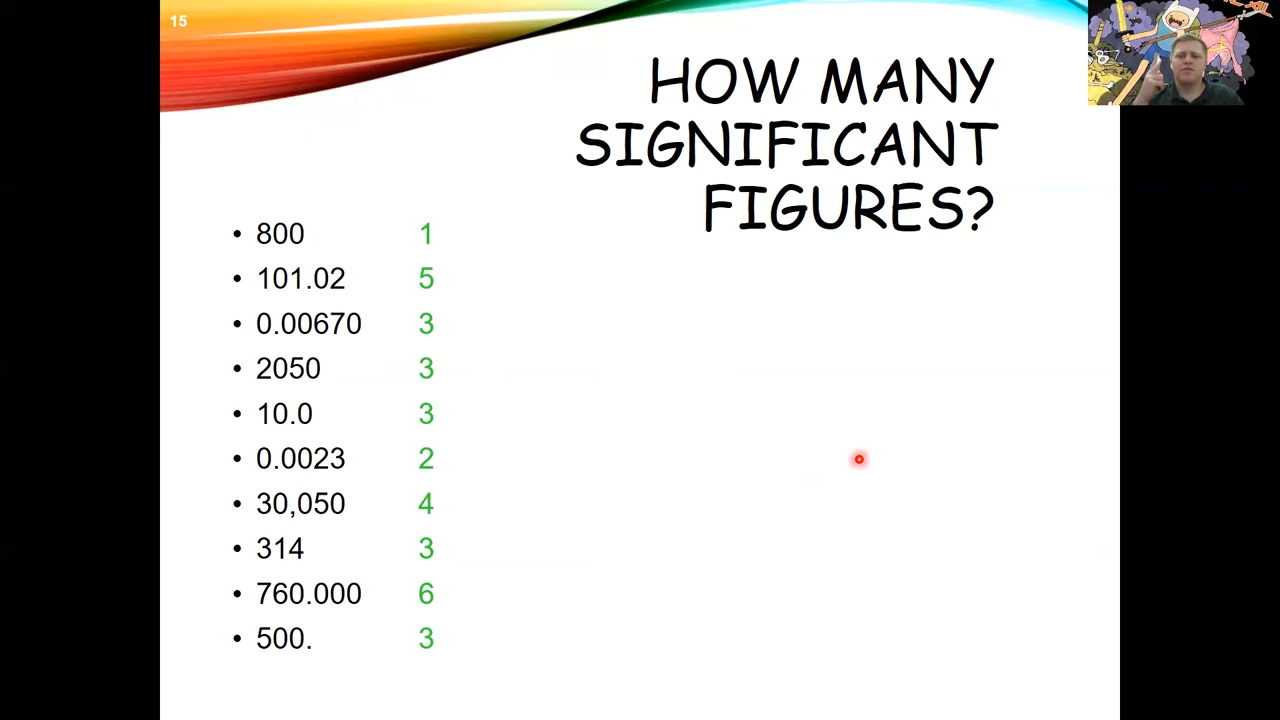 15
HOW MANY
SIGNIFICANT
FIGURES?
• 800 1
• 101.02 5
• 0.00670 3
• 2050 3
• 10.0 3
• 0.0023 2
• 30,050 4
• 314 3
• 760.000 6
• 500. 3